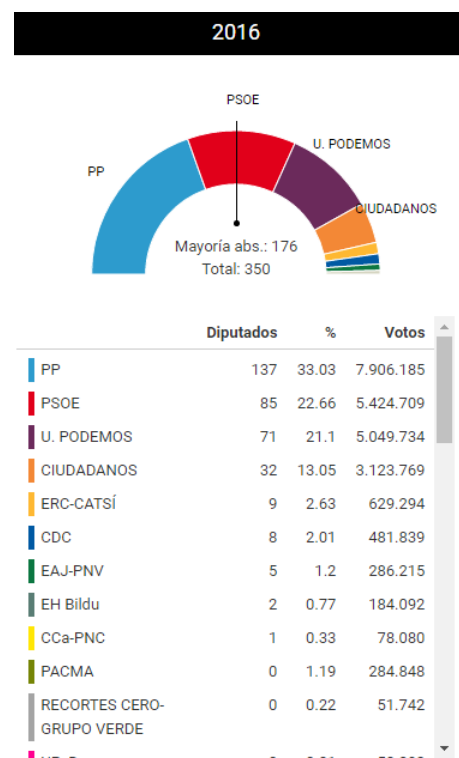 2016
PSOE
U. PODEMOS
PP
CIUDADANOS
Mayoría abs.: 176
Total: 350
Diputados % Votos
PP 137 33.03 7.906.185
PSOE 85 22.66 5.424.709
U. PODEMOS 71 21.1 5.049.734
CIUDADANOS 32 13.05 3.123.769
ERC-CATSÍ 9 2.63 629.294
CDC 8 2.01 481.839
EAJ-PNV 5 1.2 286.215
EH Bildu 2 0.77 184.092
CCa-PNC 1 0.33 78.080
PACMA 0 1.19 284.848
RECORTES CERO- 0 0.22 51.742
GRUPO VERDE